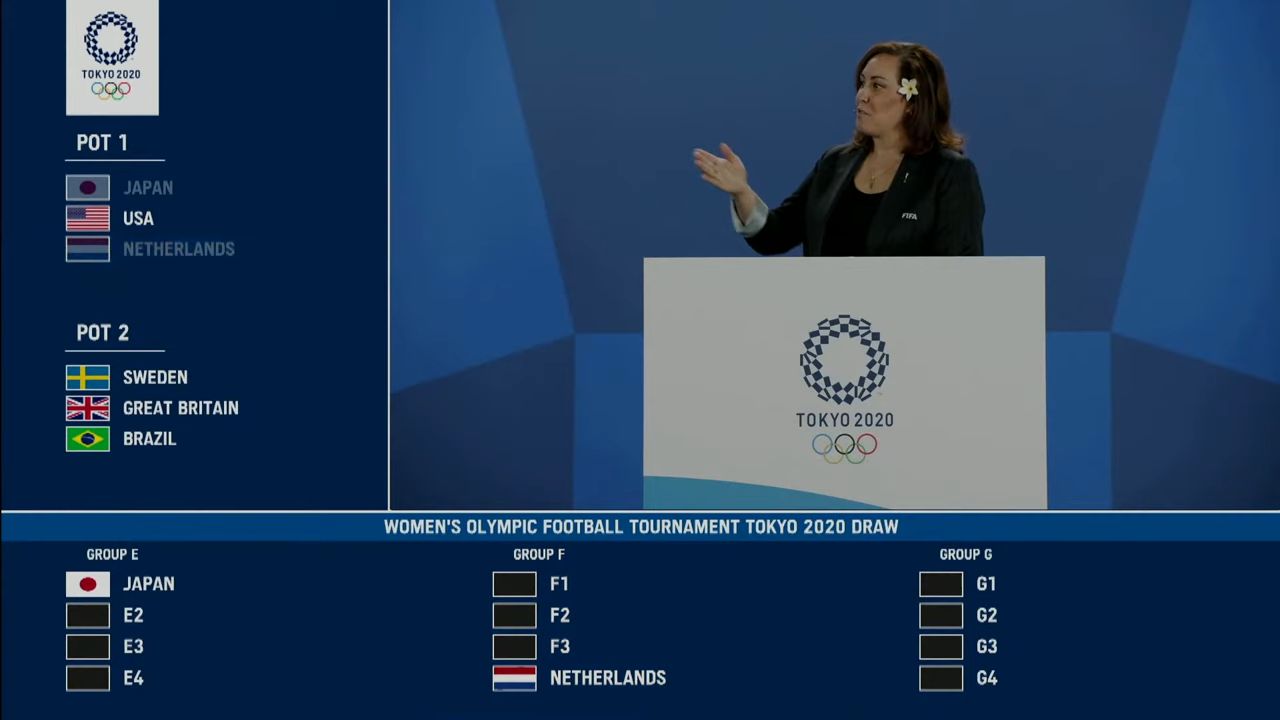 TOKYO 2020
POT 1
JAPAN
USA
NETHERLANDS
POT 2
SWEDEN
GREAT BRITAIN
BRAZIL
FIFA
TOKYO 2020
WOMEN'S OLYMPIC FOOTBALL TOURNAMENT TOKYO 2020 DRAW
GROUP E
JAPAN
E2
E3
E4
GROUP F
F1
F2
F3
NETHERLANDS
GROUP G
G1
G2
G3
G4